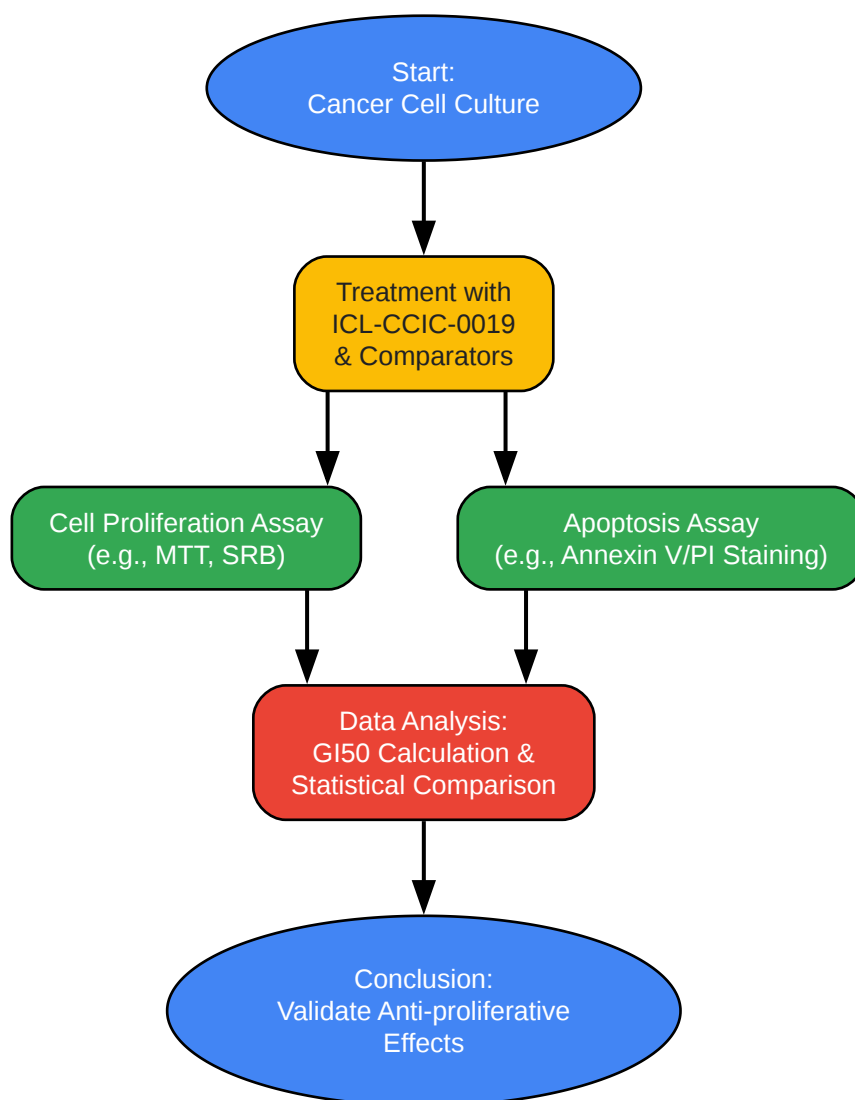 Start:
Cancer Cell Culture
Treatment with
ICL-CCIC-0019
& Comparators
Cell Proliferation Assay
(e.g., MTT, SRB)
Apoptosis Assay
(e.g., Annexin V/PI Staining)
Data Analysis:
GI50 Calculation &
Statistical Comparison
Conclusion:
Validate Anti-proliferative
Effects